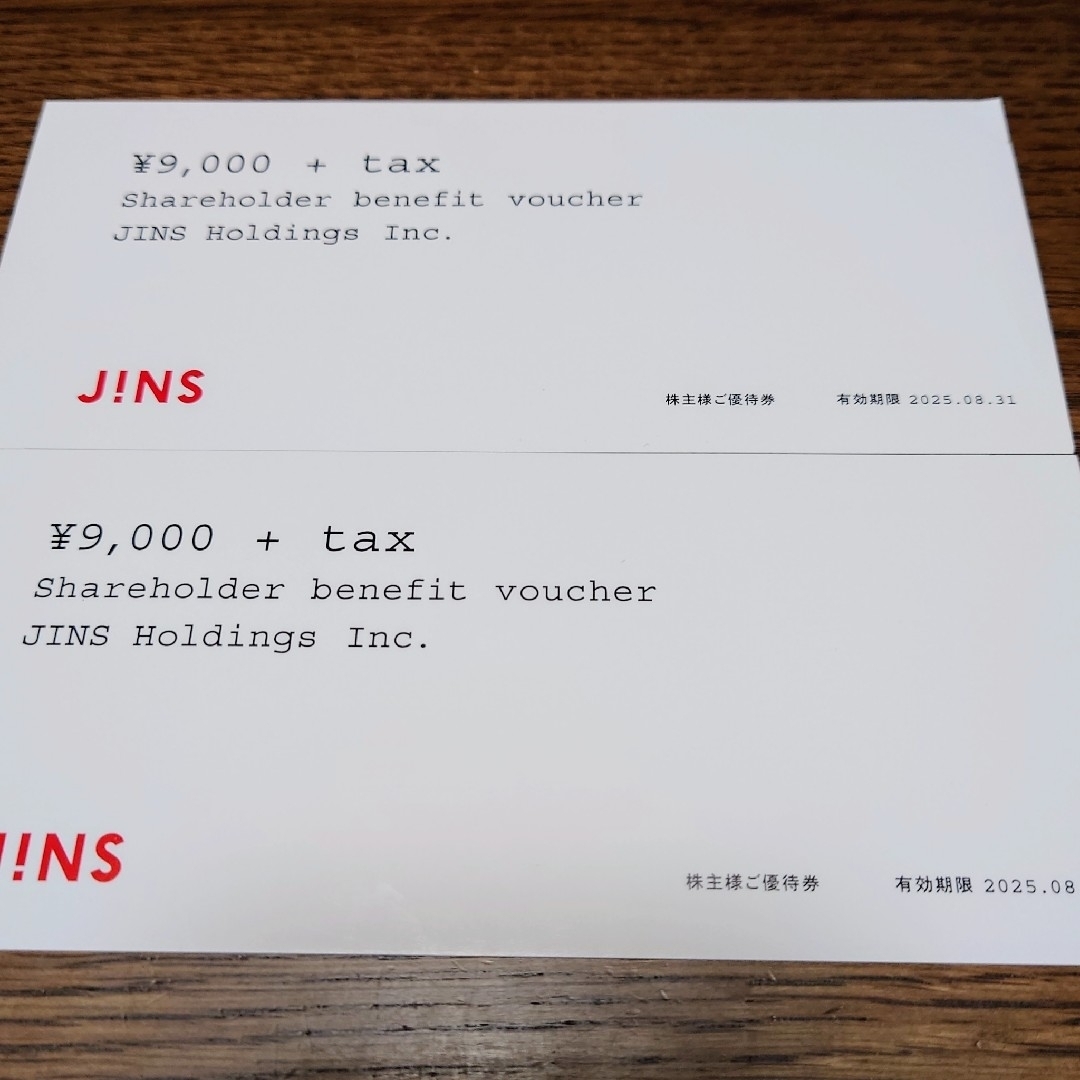 ¥9,000 + tax
Shareholder benefit voucher
JINS Holdings Inc.
J!NS
株主様ご優待券 有効期限 2025.08.31
¥9,000 + tax
Shareholder benefit voucher
JINS Holdings Inc.
J!NS
株主様ご優待券 有効期限 2025.08